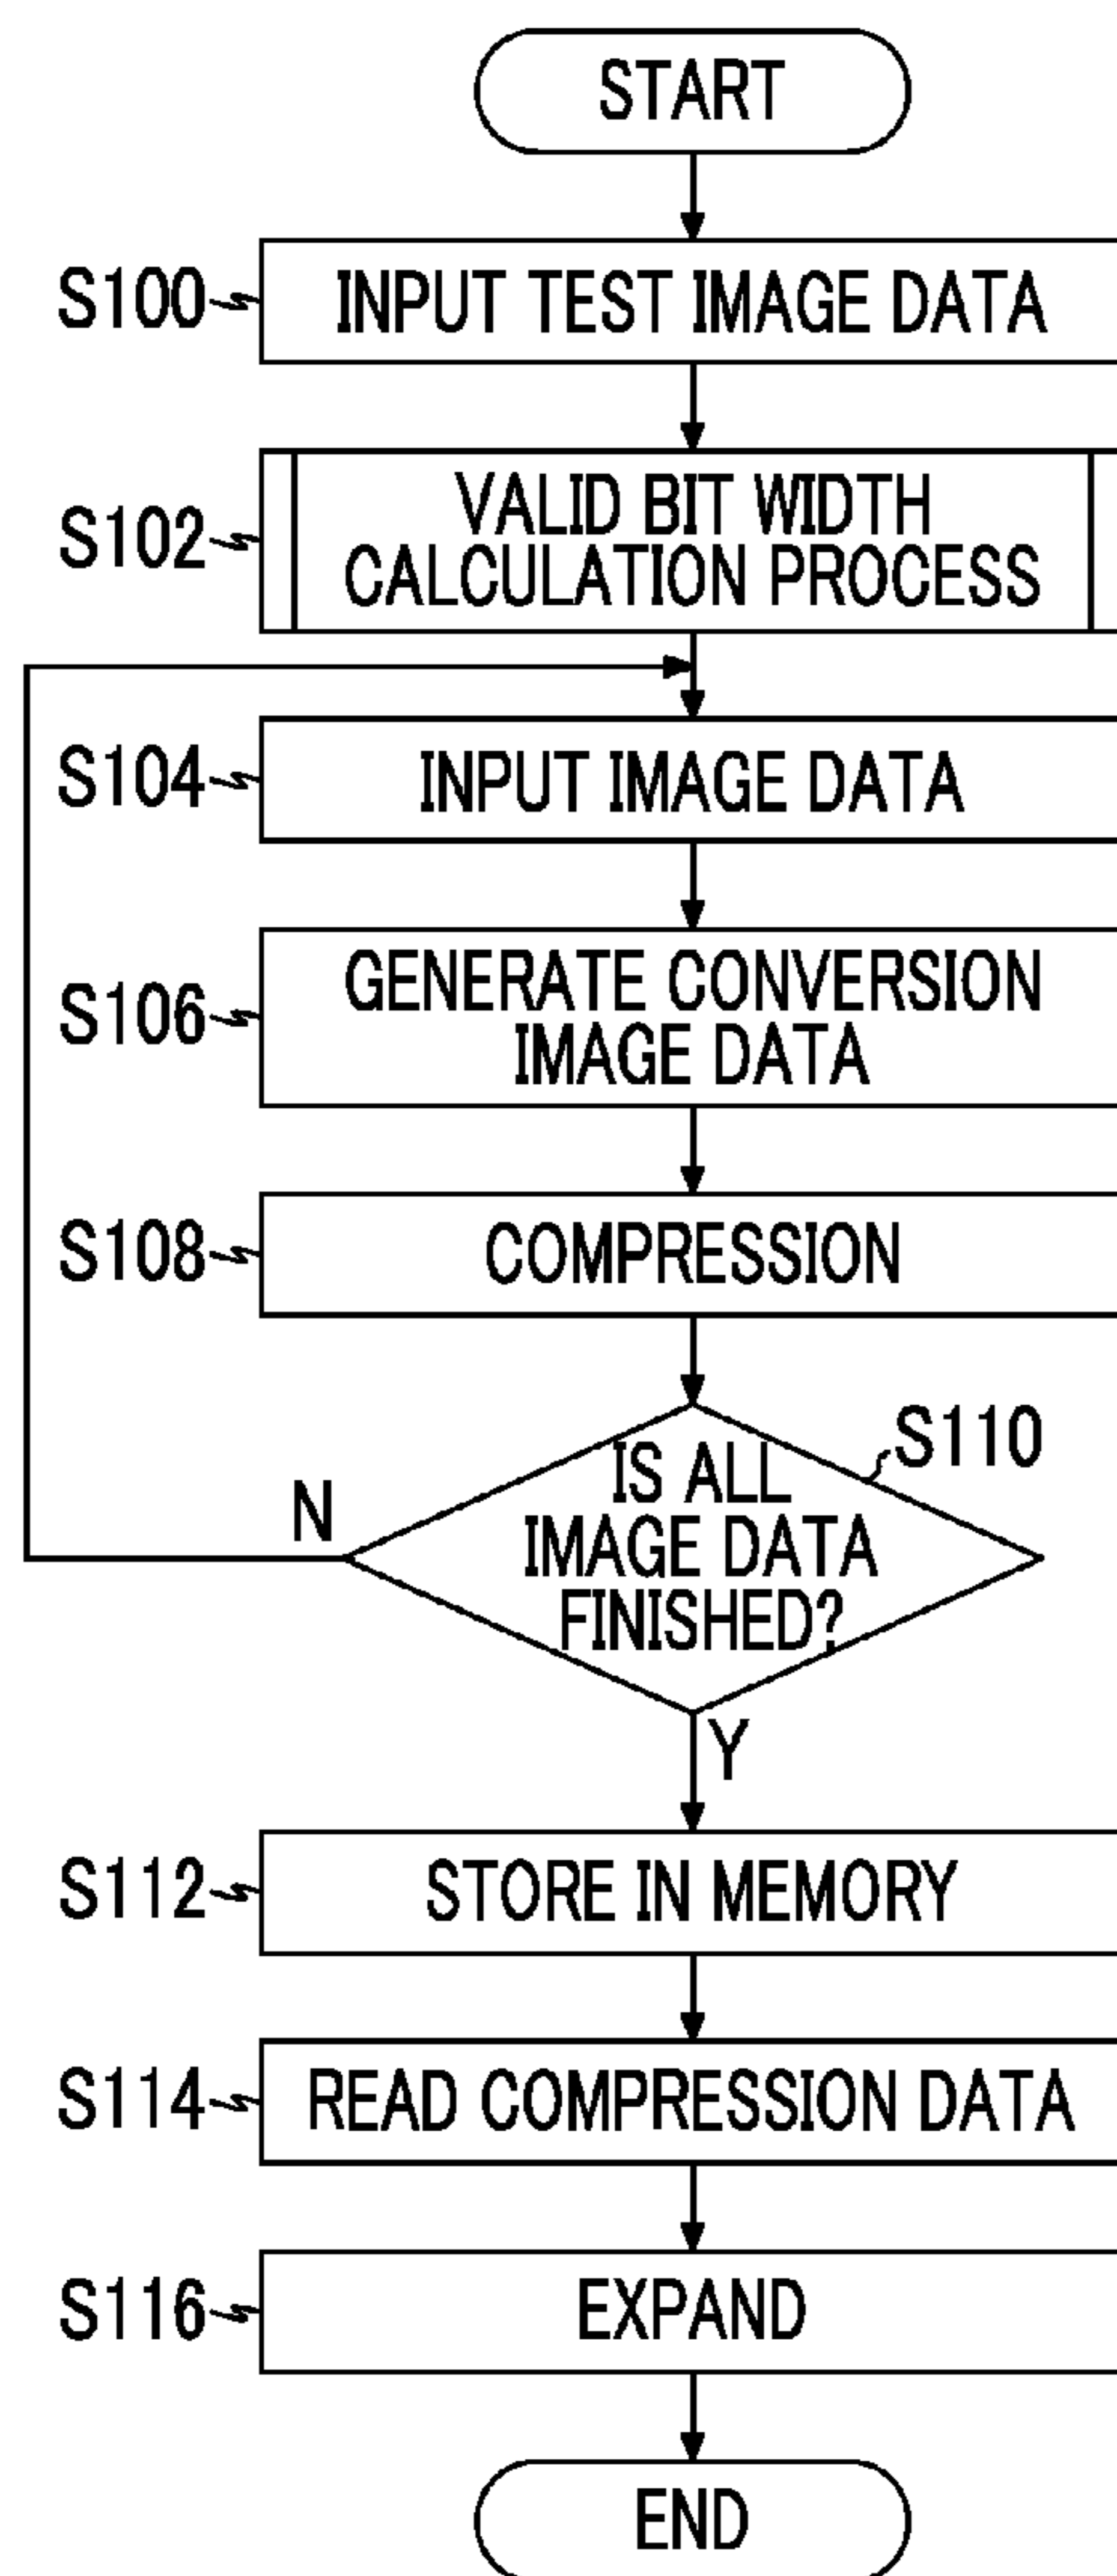 START
S100
INPUT TEST IMAGE DATA
S102
VALID BIT WIDTH
CALCULATION PROCESS
S104
INPUT IMAGE DATA
S106
GENERATE CONVERSION
IMAGE DATA
S108
COMPRESSION
S110
IS ALL
IMAGE DATA
FINISHED?
N
Y
S112
STORE IN MEMORY
S114
READ COMPRESSION DATA
S116
EXPAND
END